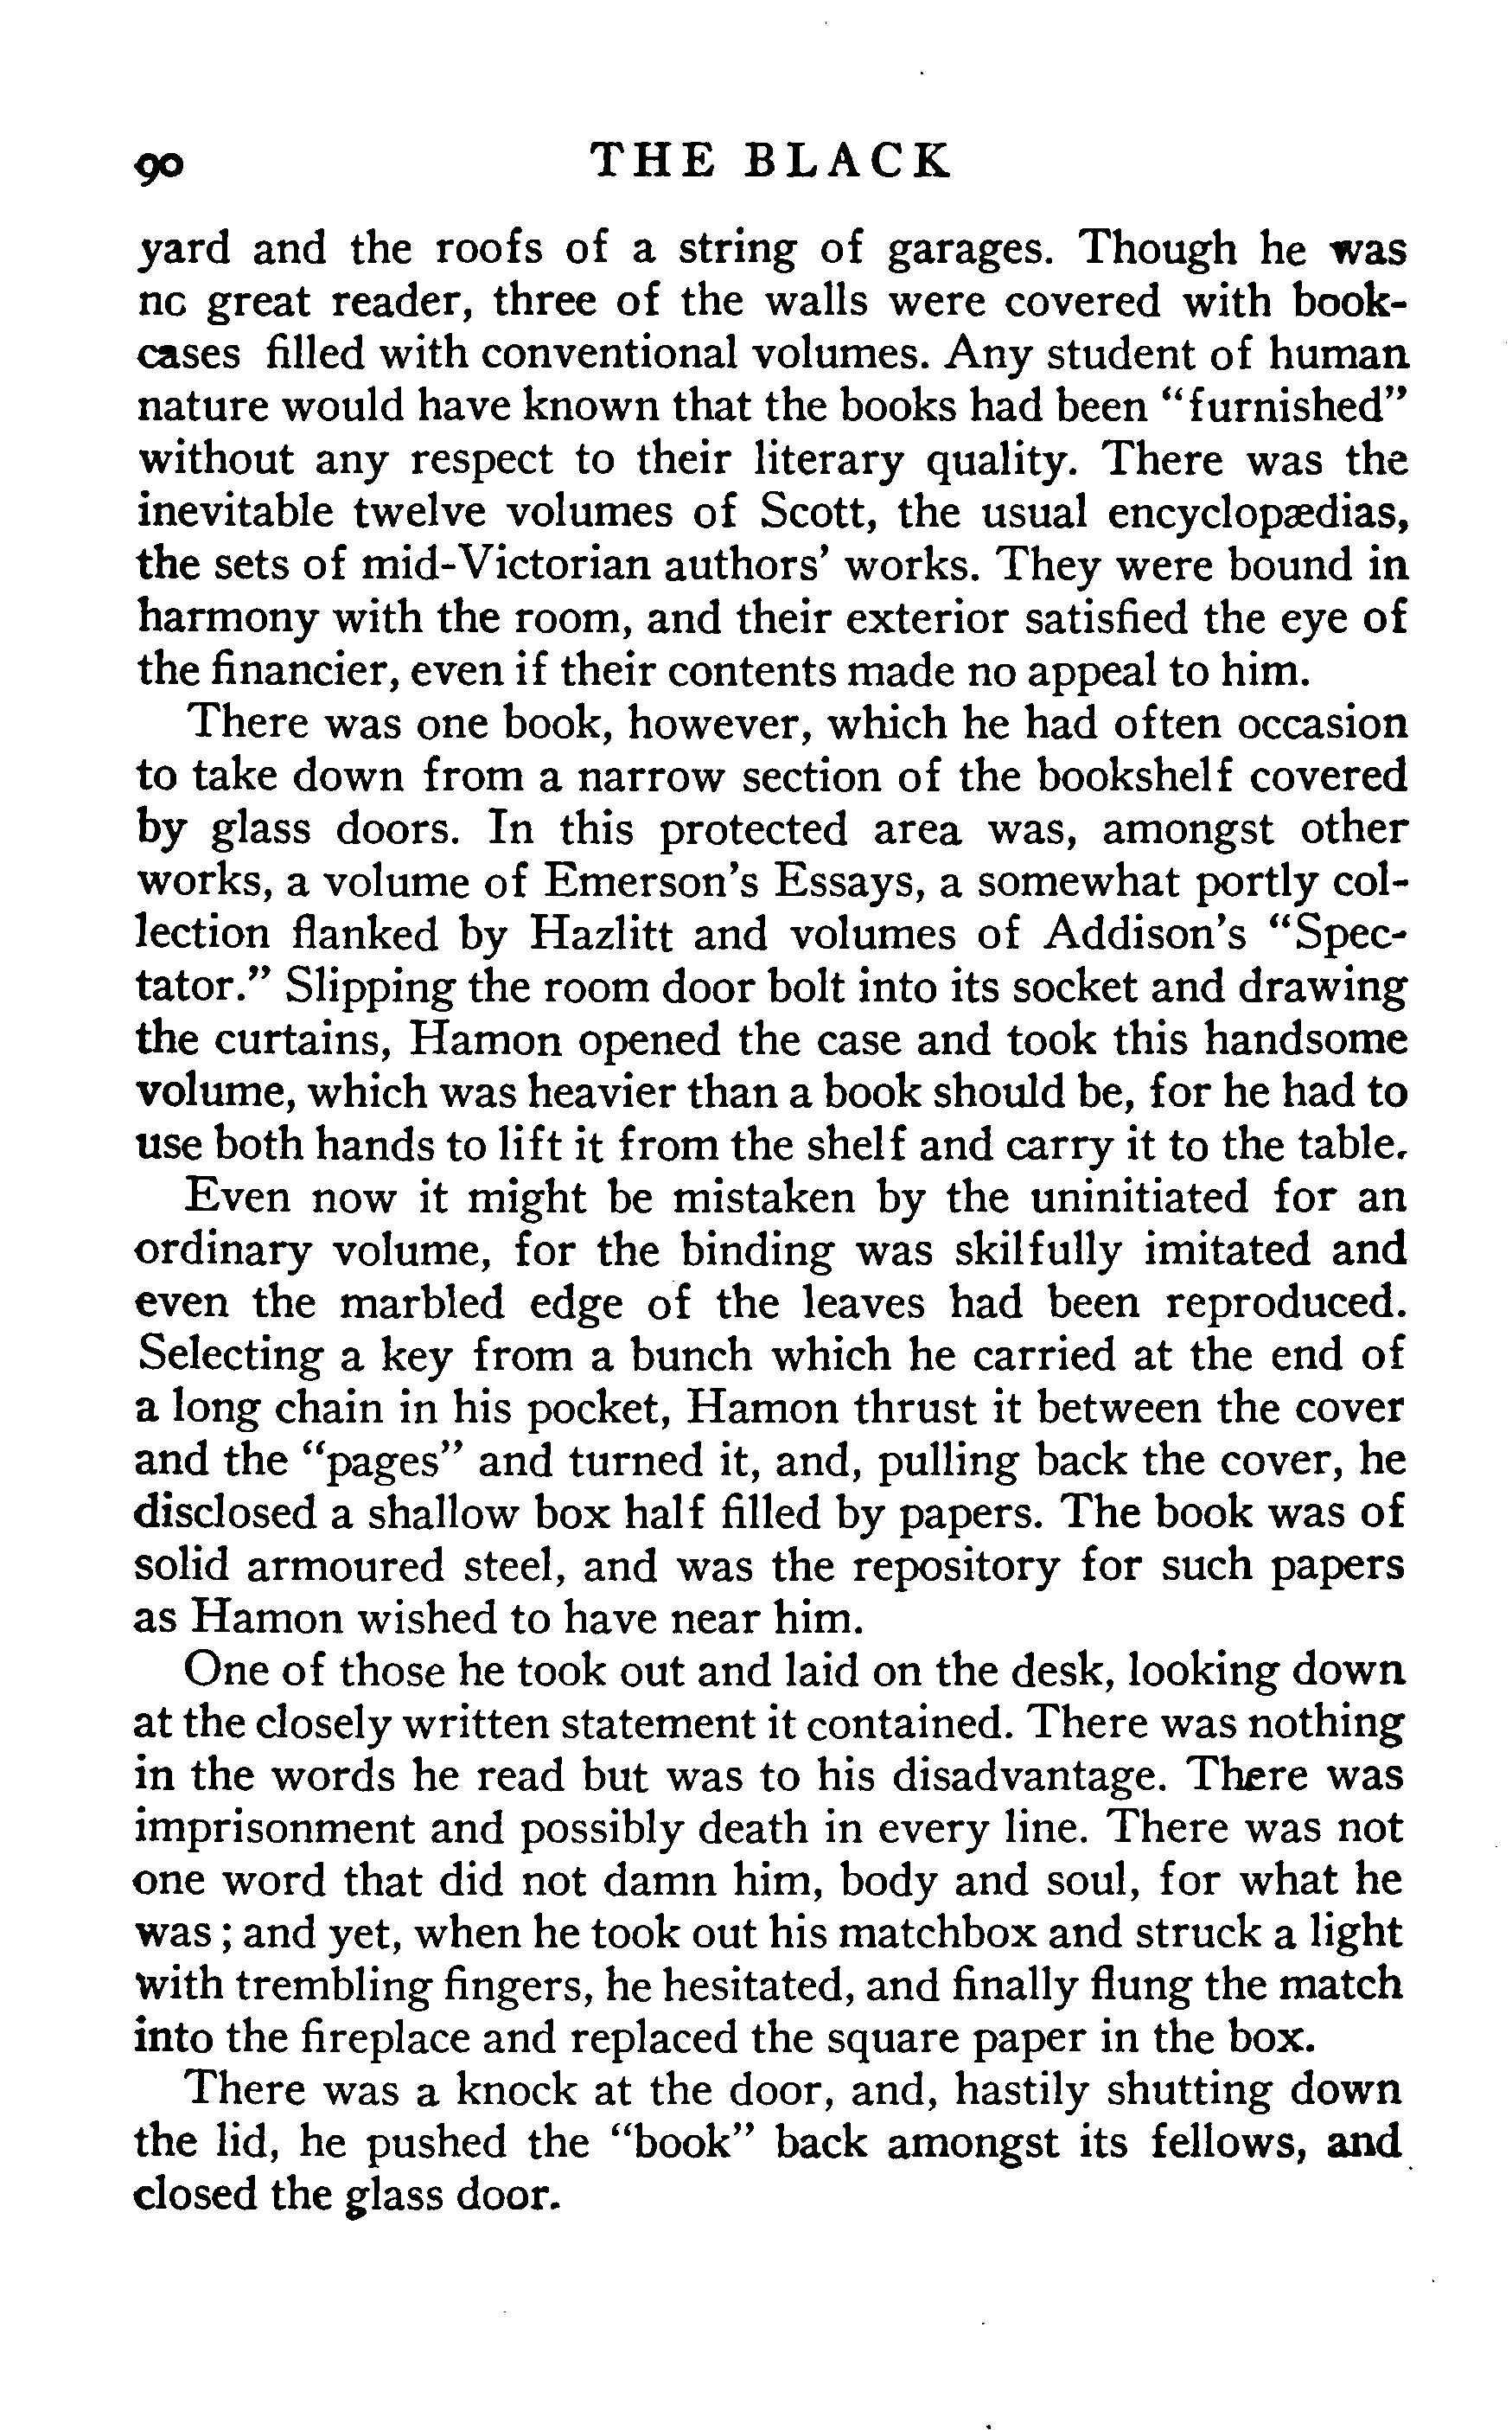 90 THE BLACK
yard and the roofs of a string of garages. Though he was
no great reader, three of the walls were covered with book-
cases filled with conventional volumes. Any student of human
nature would have known that the books had been "furnished"
without any respect to their literary quality. There was the
inevitable twelve volumes of Scott, the usual encyclopædias,
the sets of mid-Victorian authors' works. They were bound in
harmony with the room, and their exterior satisfied the eye of
the financier, even if their contents made no appeal to him.
There was one book, however, which he had often occasion
to take down from a narrow section of the bookshelf covered
by glass doors. In this protected area was, amongst other
works, a volume of Emerson's Essays, a somewhat portly col-
lection flanked by Hazlitt and volumes of Addison's "Spec-
tator." Slipping the room door bolt into its socket and drawing
the curtains, Hamon opened the case and took this handsome
volume, which was heavier than a book should be, for he had to
use both hands to lift it from the shelf and carry it to the table.
Even now it might be mistaken by the uninitiated for an
ordinary volume, for the binding was skilfully imitated and
even the marbled edge of the leaves had been reproduced.
Selecting a key from a bunch which he carried at the end of
a long chain in his pocket, Hamon thrust it between the cover
and the "pages" and turned it, and, pulling back the cover, he
disclosed a shallow box half filled by papers. The book was of
solid armoured steel, and was the repository for such papers
as Hamon wished to have near him.
One of those he took out and laid on the desk, looking down
at the closely written statement it contained. There was nothing
in the words he read but was to his disadvantage. There was
imprisonment and possibly death in every line. There was not
one word that did not damn him, body and soul, for what he
was; and yet, when he took out his matchbox and struck a light
with trembling fingers, he hesitated, and finally flung the match
into the fireplace and replaced the square paper in the box.
There was a knock at the door, and, hastily shutting down
the lid, he pushed the "book" back amongst its fellows, and
closed the glass door.